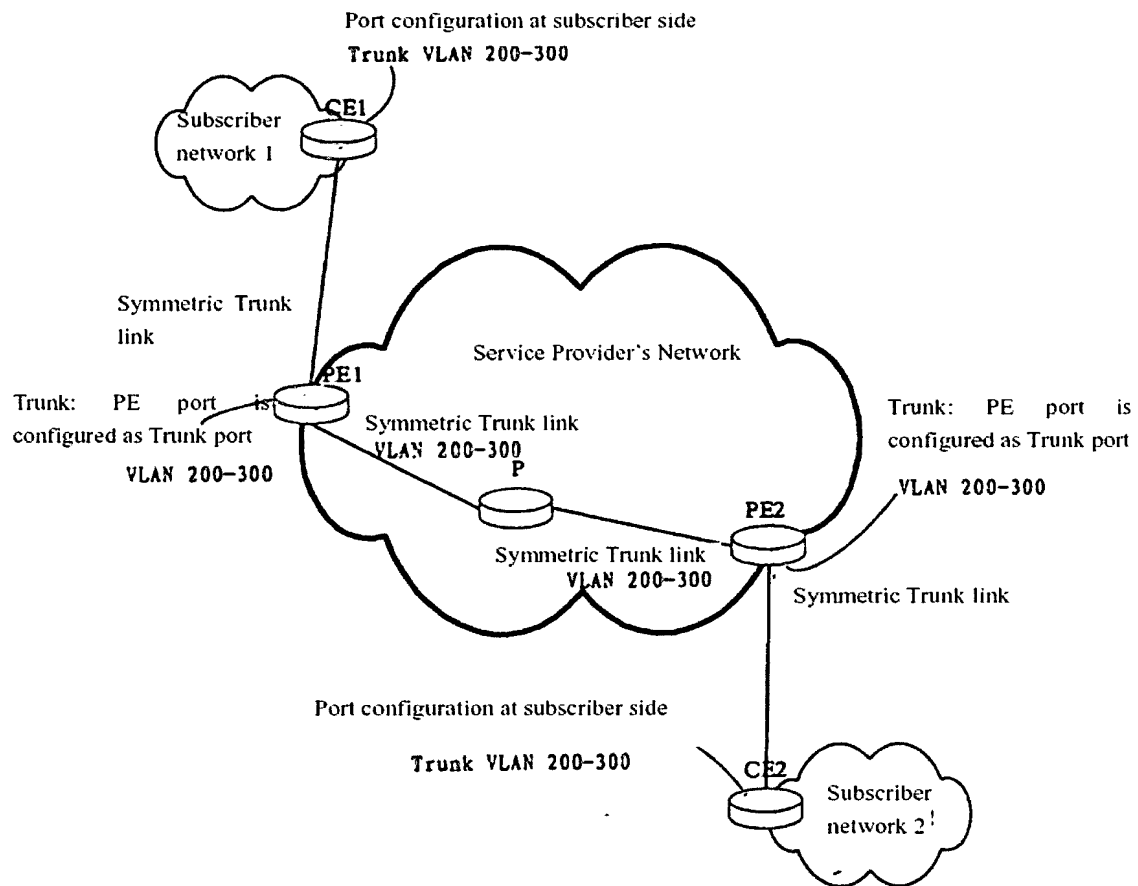 Port configuration at subscriber side
Trunk VLAN 200-300
CE1
Subscriber
network 1
Symmetric Trunk
link
Service Provider's Network
PE1
Trunk: PE port is
configured as Trunk port
VLAN 200-300
Symmetric Trunk link
VLAN 200-300
P
Trunk: PE port is
configured as Trunk port
VLAN 200-300
PE2
Symmetric Trunk link
VLAN 200-300
Symmetric Trunk link
Port configuration at subscriber side
Trunk VLAN 200-300
CE2
Subscriber
network 2